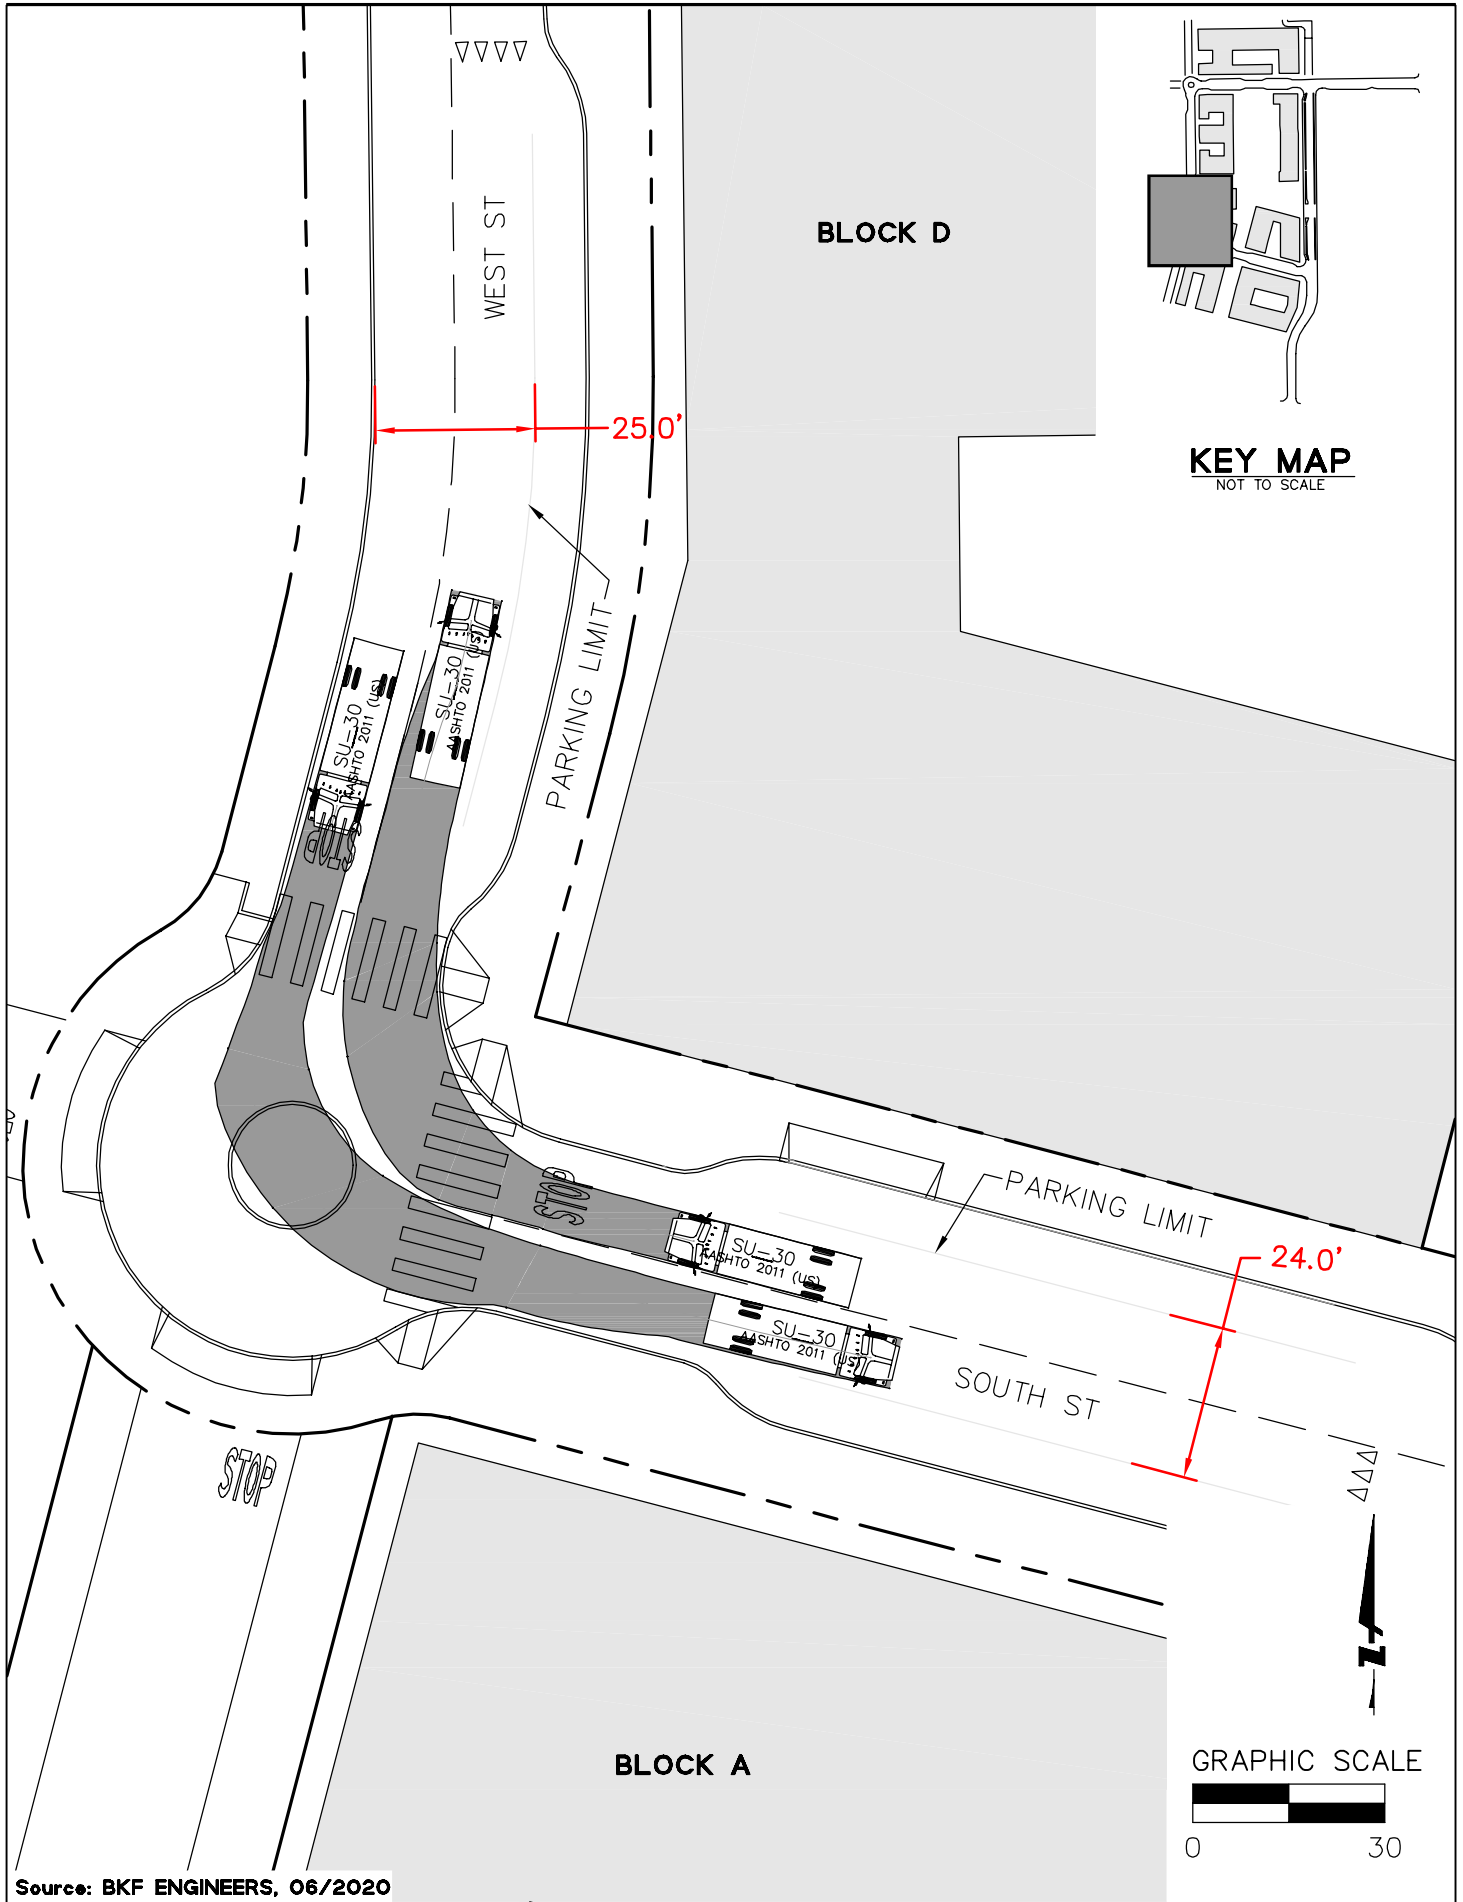 WEST ST
BLOCK D
25.0'
KEY MAP
NOT TO SCALE
PARKING LIMIT
SU-30
AASHTO 2011 (US)
SU-30
AASHTO 2011 (US)
STOP
STOP
PARKING LIMIT
SU-30
AASHTO 2011 (US)
24.0'
SU-30
AASHTO 2011 (US)
SOUTH ST
STOP
BLOCK A
GRAPHIC SCALE
0 30
Source: BKF ENGINEERS, 06/2020